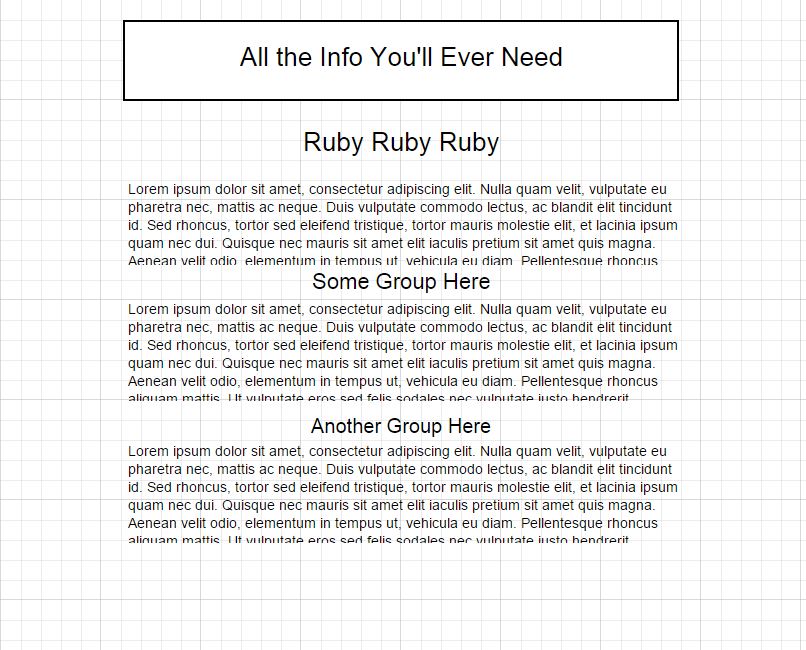 All the Info You'll Ever Need
Ruby Ruby Ruby
Lorem ipsum dolor sit amet, consectetur adipiscing elit. Nulla quam velit, vulputate eu
pharetra nec, mattis ac neque. Duis vulputate commodo lectus, ac blandit elit tincidunt
id. Sed rhoncus, tortor sed eleifend tristique, tortor mauris molestie elit, et lacinia ipsum
quam nec dui. Quisque nec mauris sit amet elit iaculis pretium sit amet quis magna.
Aenean velit odio, elementum in tempus ut, vehicula eu diam. Pellentesque rhoncus
Some Group Here
Lorem ipsum dolor sit amet, consectetur adipiscing elit. Nulla quam velit, vulputate eu
pharetra nec, mattis ac neque. Duis vulputate commodo lectus, ac blandit elit tincidunt
id. Sed rhoncus, tortor sed eleifend tristique, tortor mauris molestie elit, et lacinia ipsum
quam nec dui. Quisque nec mauris sit amet elit iaculis pretium sit amet quis magna.
Aenean velit odio, elementum in tempus ut, vehicula eu diam. Pellentesque rhoncus
aliquam mattis. Ut vulputate eros sed felis sodales nec vulputate justo hendrerit.
Another Group Here
Lorem ipsum dolor sit amet, consectetur adipiscing elit. Nulla quam velit, vulputate eu
pharetra nec, mattis ac neque. Duis vulputate commodo lectus, ac blandit elit tincidunt
id. Sed rhoncus, tortor sed eleifend tristique, tortor mauris molestie elit, et lacinia ipsum
quam nec dui. Quisque nec mauris sit amet elit iaculis pretium sit amet quis magna.
Aenean velit odio, elementum in tempus ut, vehicula eu diam. Pellentesque rhoncus
aliquam mattis. Ut vulputate eros sed felis sodales nec vulputate justo hendrerit.